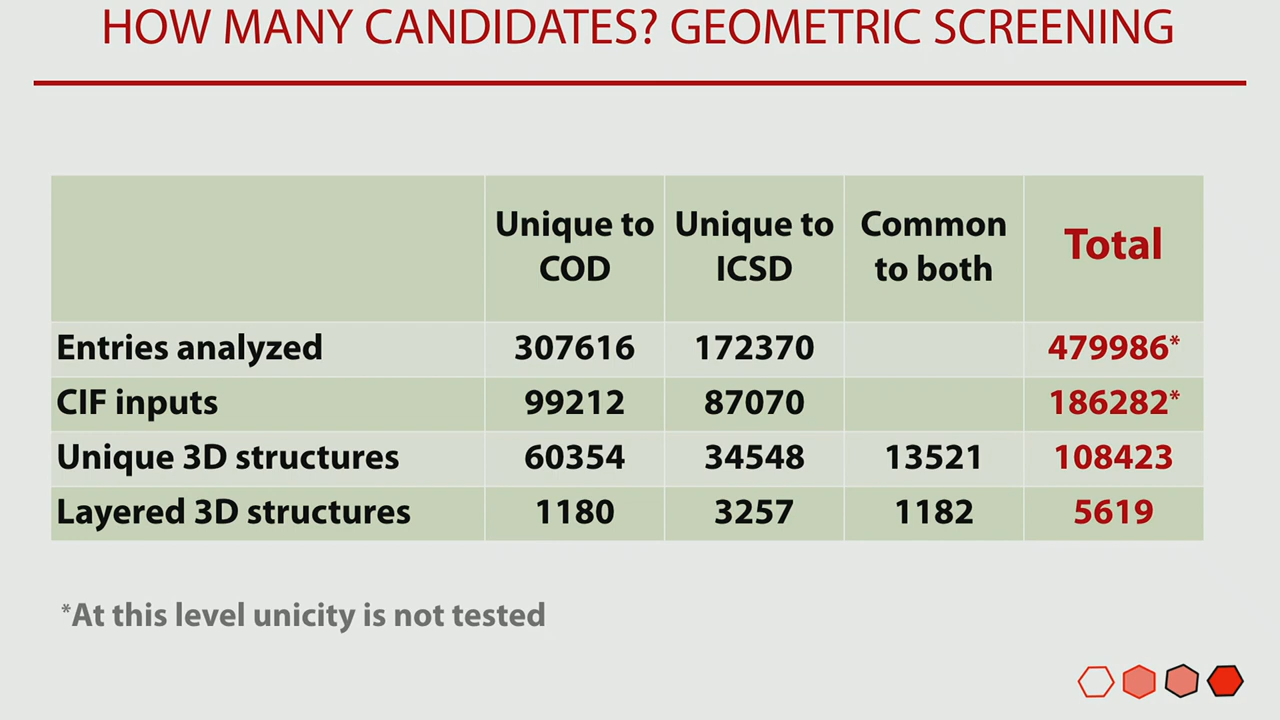 HOW MANY CANDIDATES? GEOMETRIC SCREENING
Unique to COD Unique to ICSD Common to both Total
Entries analyzed 307616 172370 479986*
CIF inputs 99212 87070 186282*
Unique 3D structures 60354 34548 13521 108423
Layered 3D structures 1180 3257 1182 5619
*At this level unicity is not tested